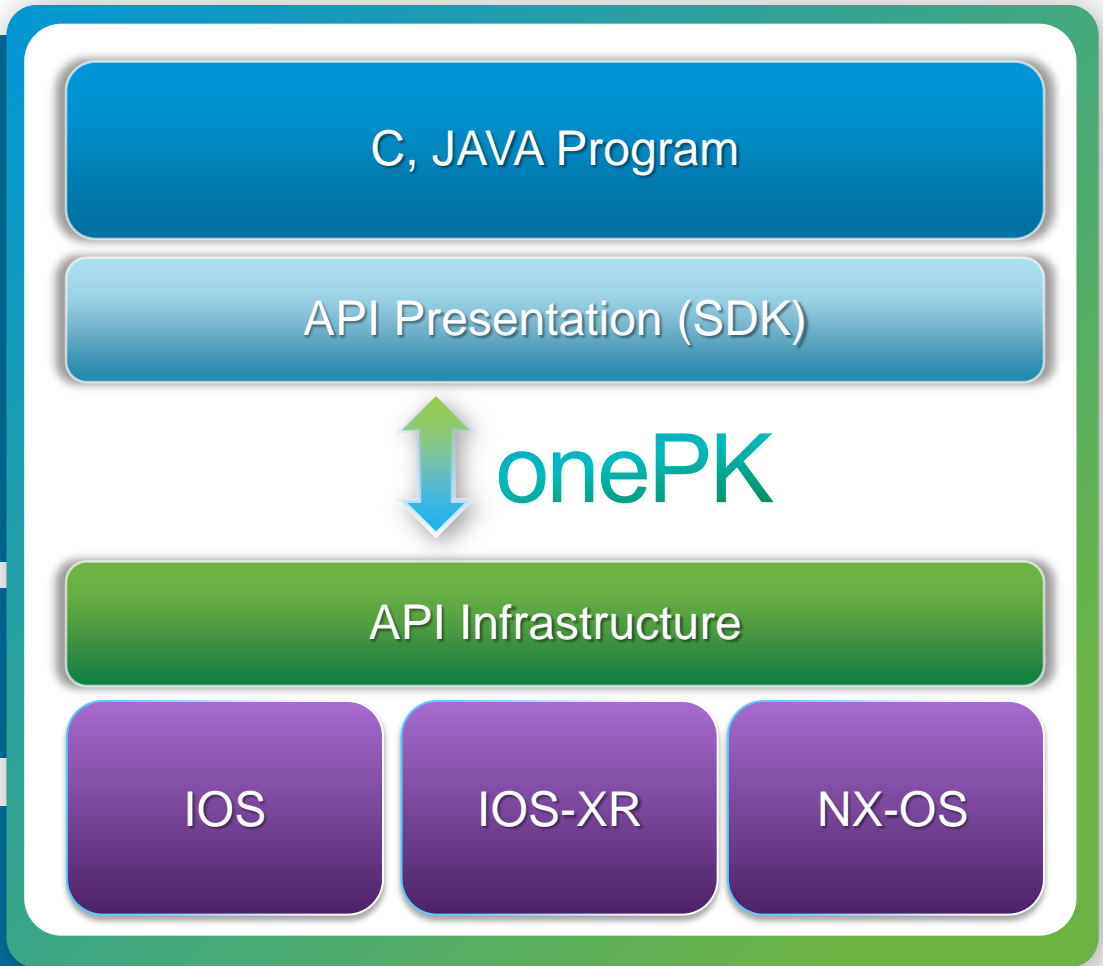 C, JAVA Program
API Presentation (SDK)
onePK
API Infrastructure
IOS
IOS-XR
NX-OS